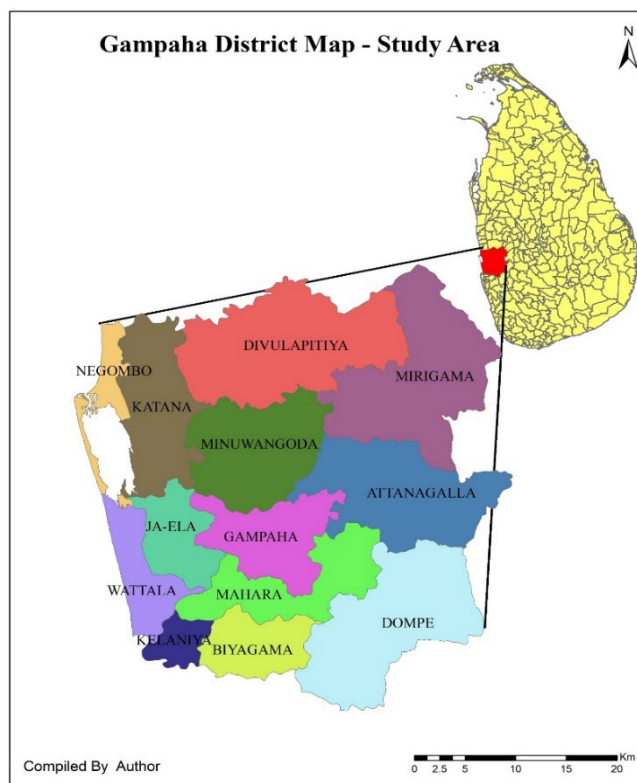 Gampaha District Map - Study Area
N
DIVULAPITIYA
NEGOMBO
MIRIGAMA
KATANA
MINUWANGODA
ATTANAGALLA
JA-ELA
GAMPAHA
WATTALA
MAHARA
DOMPE
KELANIYA
BIYAGAMA
Compiled By Author
Km
0 2.5 5 10 15 20